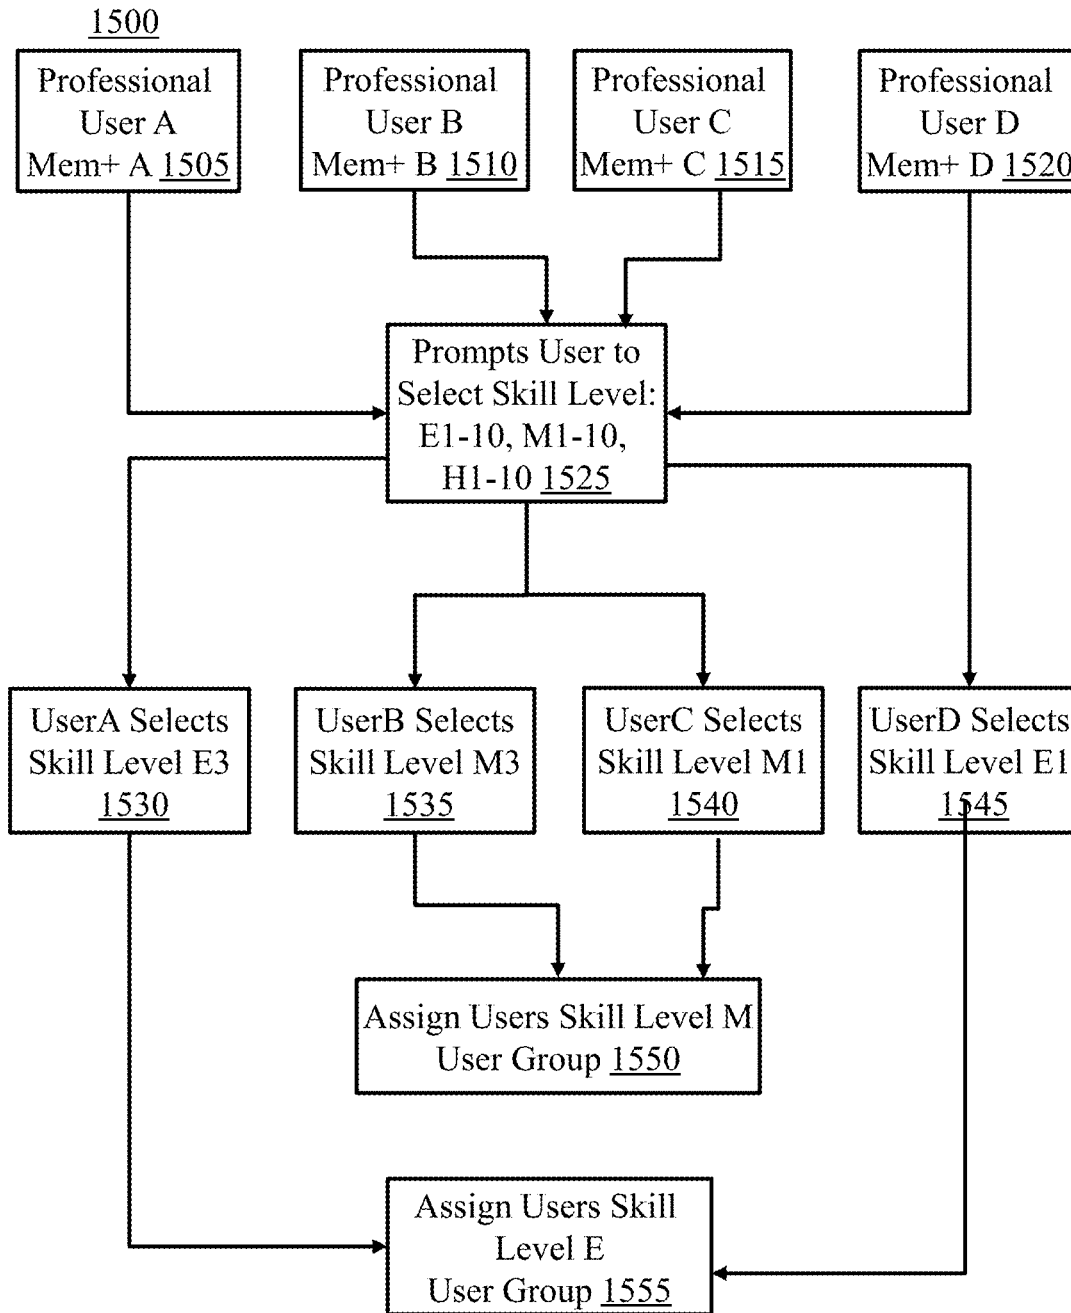 1500
Professional
User A
Mem+ A 1505
Professional
User B
Mem+ B 1510
Professional
User C
Mem+ C 1515
Professional
User D
Mem+ D 1520
Prompts User to
Select Skill Level:
E1-10, M1-10,
H1-10 1525
UserA Selects
Skill Level E3
1530
UserB Selects
Skill Level M3
1535
UserC Selects
Skill Level M1
1540
UserD Selects
Skill Level E1
1545
Assign Users Skill Level M
User Group 1550
Assign Users Skill
Level E
User Group 1555